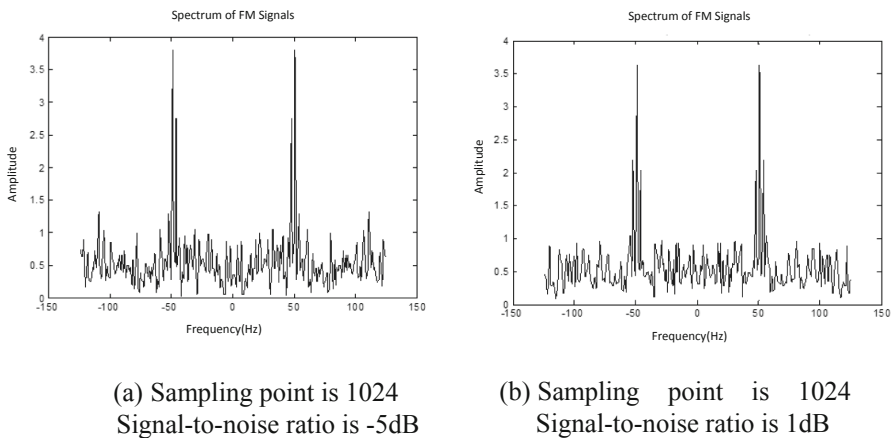 Spectrum of FM Signals
4
3.5
3
2.5
2
1.5
1
0.5
0
Amplitude
-150 -100 -50 0 50 100 150
Frequency(Hz)
(a) Sampling point is 1024
Signal-to-noise ratio is -5dB
Spectrum of FM Signals
4
3.5
3
2.5
2
1.5
1
0.5
0
Amplitude
-150 -100 -50 0 50 100 150
Frequency(Hz)
(b) Sampling point is 1024
Signal-to-noise ratio is 1dB